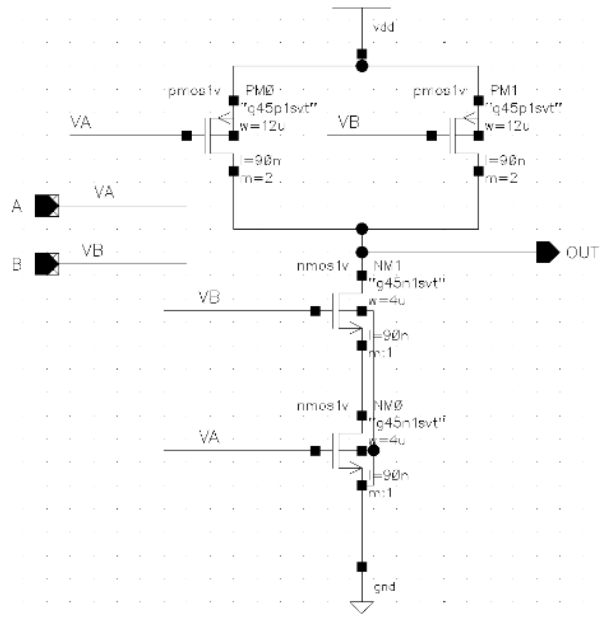 vdd
pmos1v PM0
"g45p1svt"
w=12u
l=90n
m=2
VA
pmos1v PM1
"g45p1svt"
w=12u
l=90n
m=2
VB
A VA
B VB
OUT
nmos1v NM1
"g45n1svt"
w=4u
l=90n
m:1
VB
nmos1v NM0
"g45n1svt"
w=4u
l=90n
m:1
VA
gnd